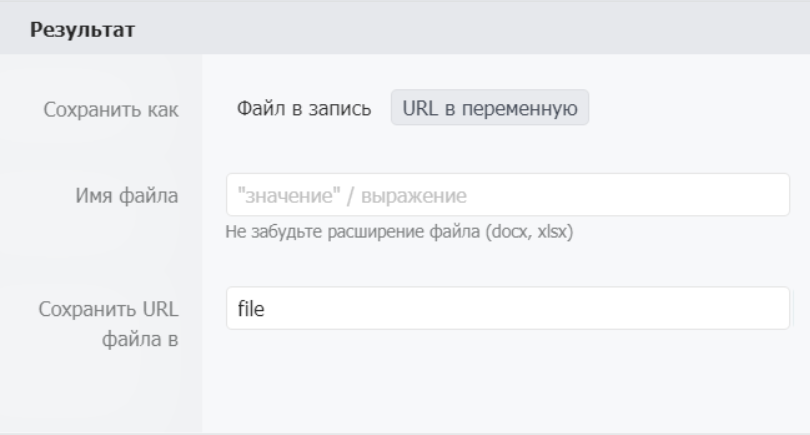 Результат
Сохранить как
Файл в запись URL в переменную
Имя файла
"значение" / выражение
Не забудьте расширение файла (docx, xlsx)
Сохранить URL
файла в
file